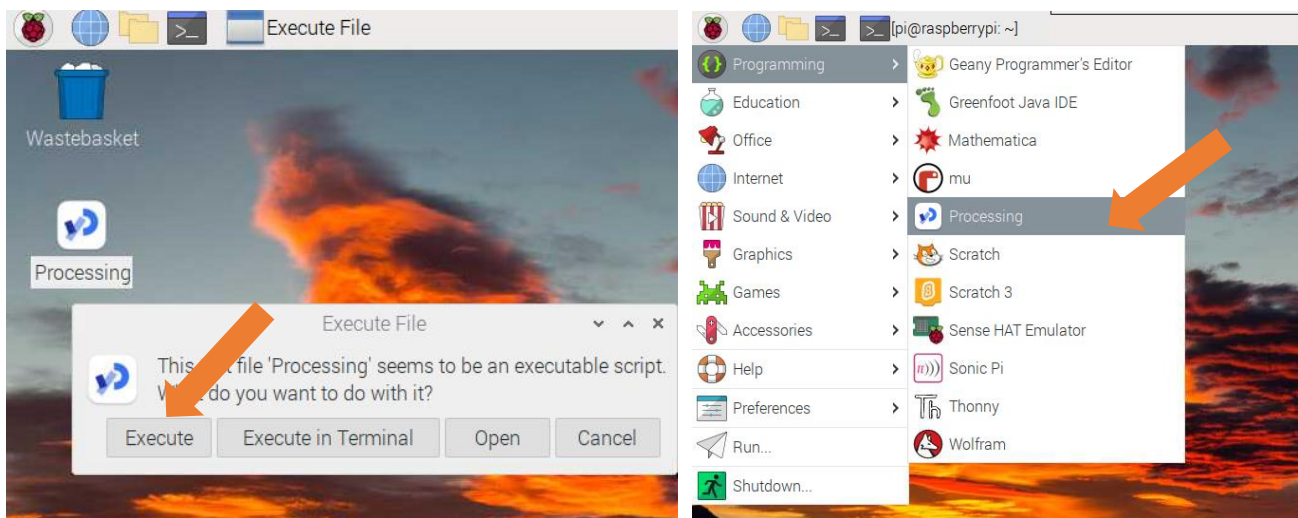 Execute File
Wastebasket
Processing
Execute File
This file 'Processing' seems to be an executable script.
do you want to do with it?
Execute
Execute in Terminal
Open
Cancel
[pi@raspberrypi: ~]
Programming
Education
Office
Internet
Sound & Video
Graphics
Games
Accessories
Help
Preferences
Run...
Shutdown...
Geany Programmer's Editor
Greenfoot Java IDE
Mathematica
mu
Processing
Scratch
Scratch 3
Sense HAT Emulator
Sonic Pi
Thonny
Wolfram